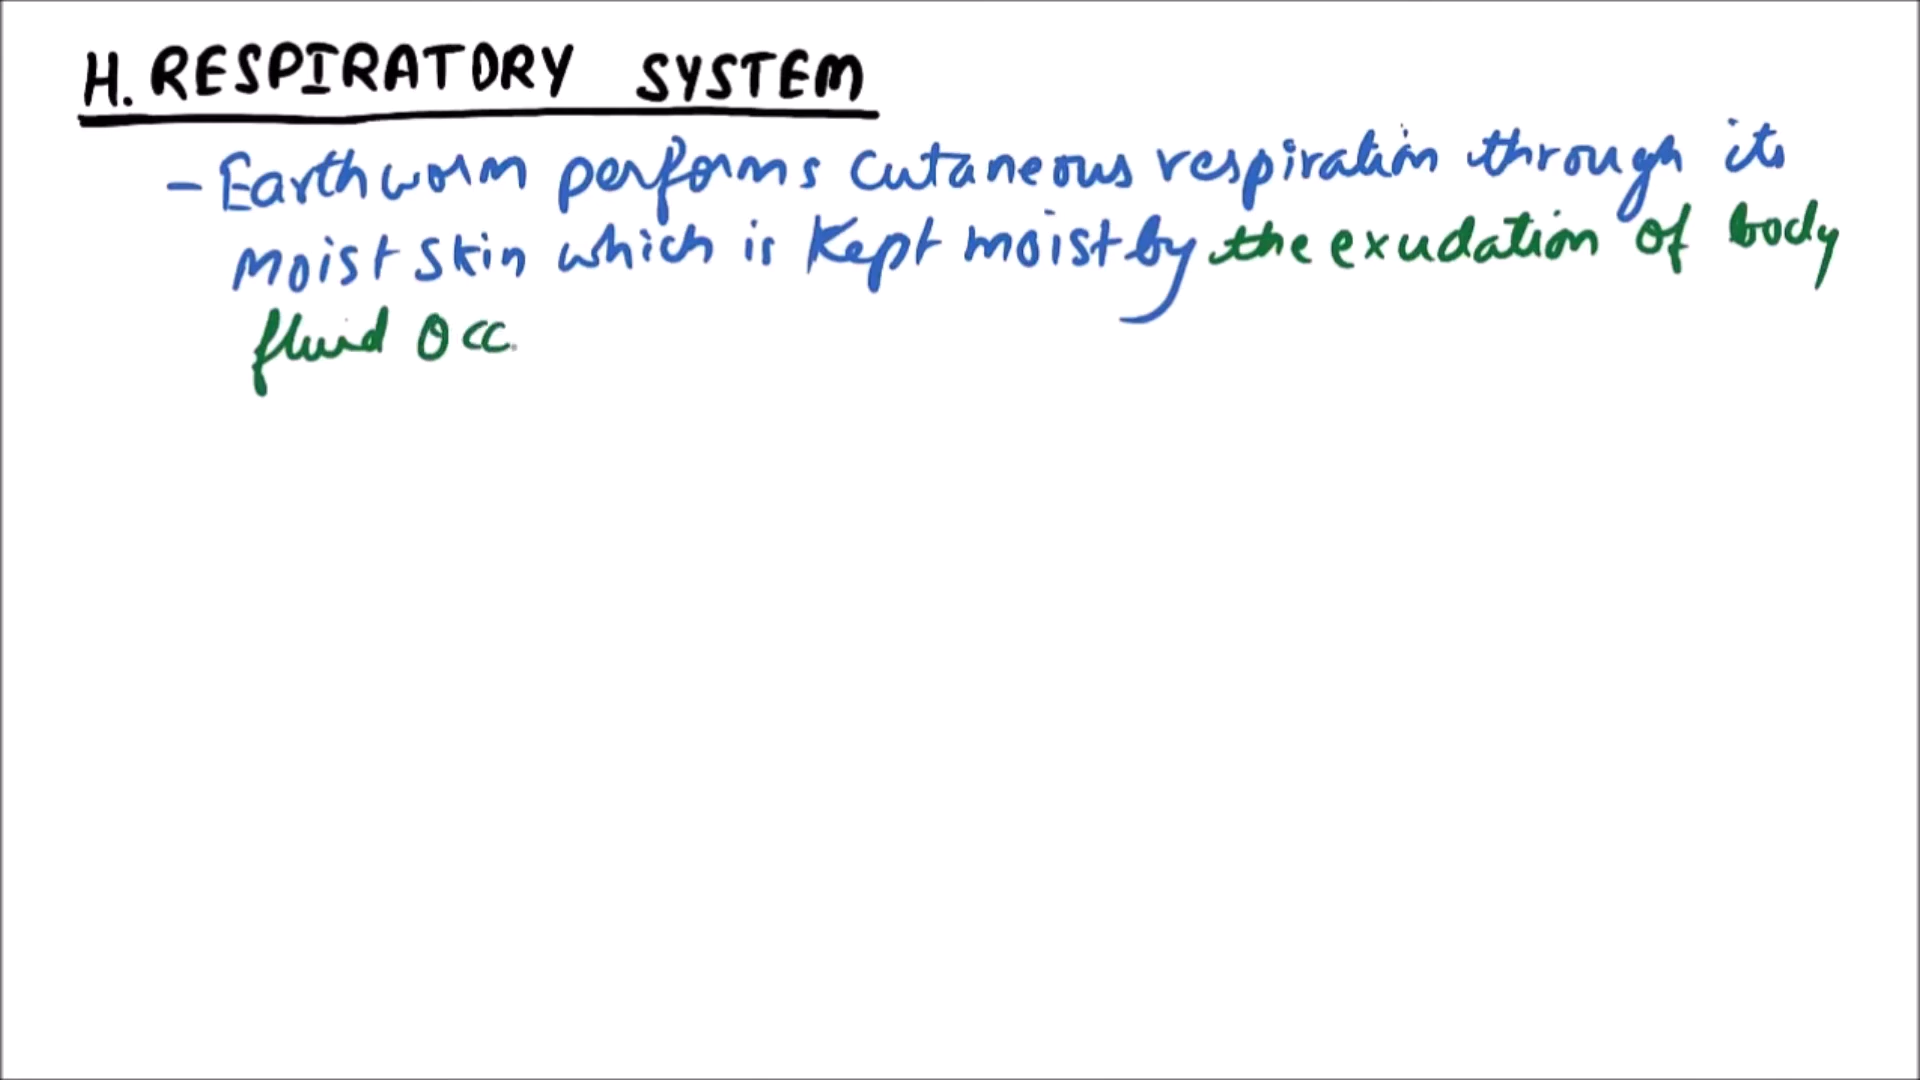 H. RESPIRATORY SYSTEM
- Earthworm performs cutaneous respiration through its
moist skin which is kept moist by the exudation of body
fluid occ